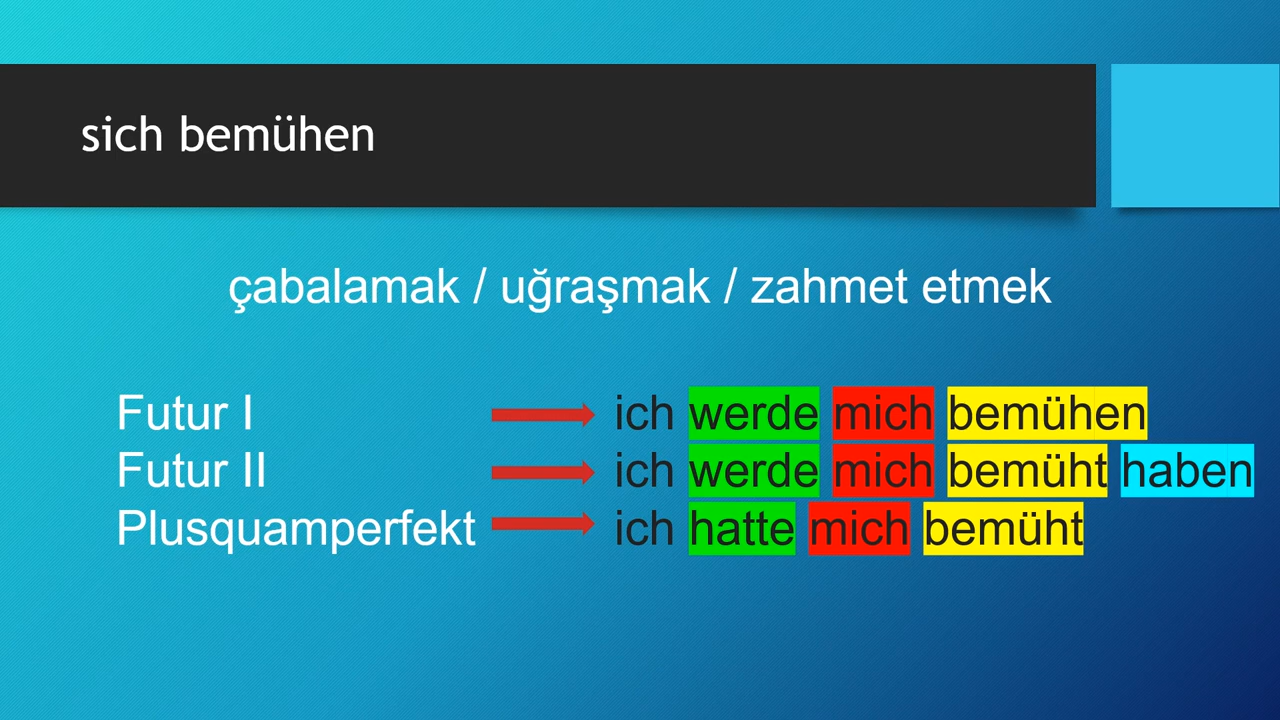 sich bemühen
çabalamak / uğraşmak / zahmet etmek
Futur I ich werde mich bemühen
Futur II ich werde mich bemüht haben
Plusquamperfekt ich hatte mich bemüht